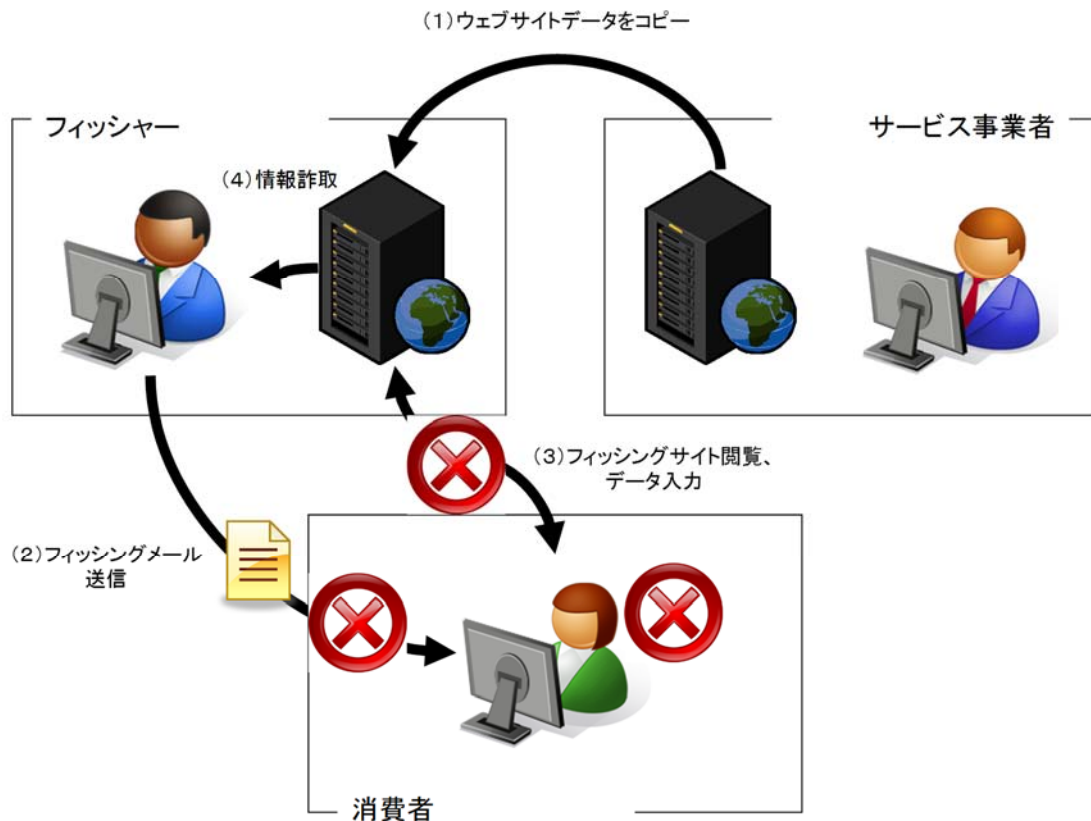 （１）ウェブサイトデータをコピー
フィッシャー
サービス事業者
（４）情報詐取
（３）フィッシングサイト閲覧、
データ入力
（２）フィッシングメール
送信
消費者